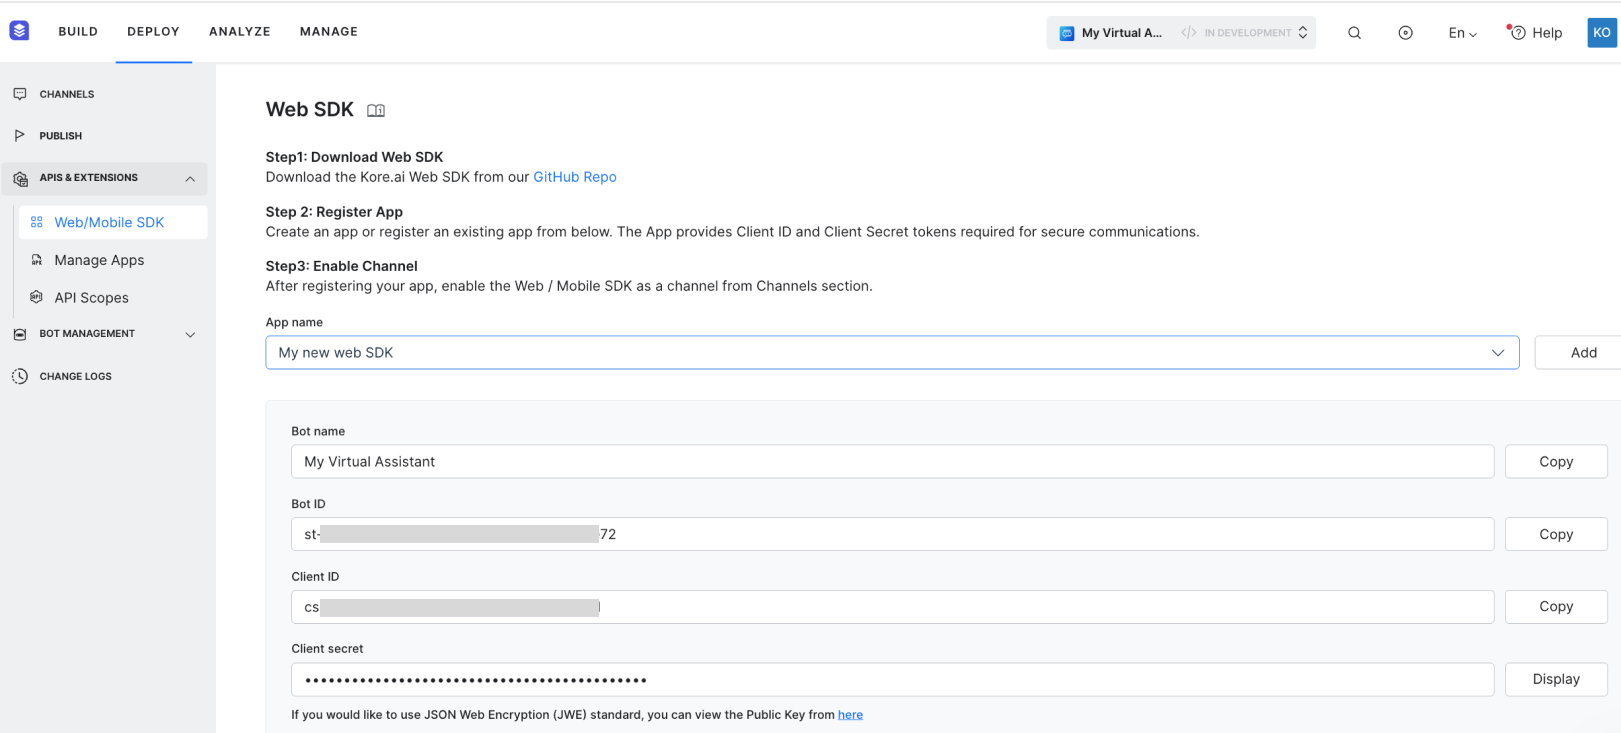 BUILD DEPLOY ANALYZE MANAGE My Virtual A... </> IN DEVELOPMENT En Help KO
CHANNELS
PUBLISH
APIS & EXTENSIONS
Web/Mobile SDK
Manage Apps
API Scopes
BOT MANAGEMENT
CHANGE LOGS
Web SDK
Step1: Download Web SDK
Download the Kore.ai Web SDK from our GitHub Repo
Step 2: Register App
Create an app or register an existing app from below. The App provides Client ID and Client Secret tokens required for secure communications.
Step3: Enable Channel
After registering your app, enable the Web / Mobile SDK as a channel from Channels section.
App name
My new web SDK Add
Bot name
My Virtual Assistant Copy
Bot ID
st- 72 Copy
Client ID
cs Copy
Client secret
•••••••••••••••••••••••••••••••••••••••••••• Display
If you would like to use JSON Web Encryption (JWE) standard, you can view the Public Key from here